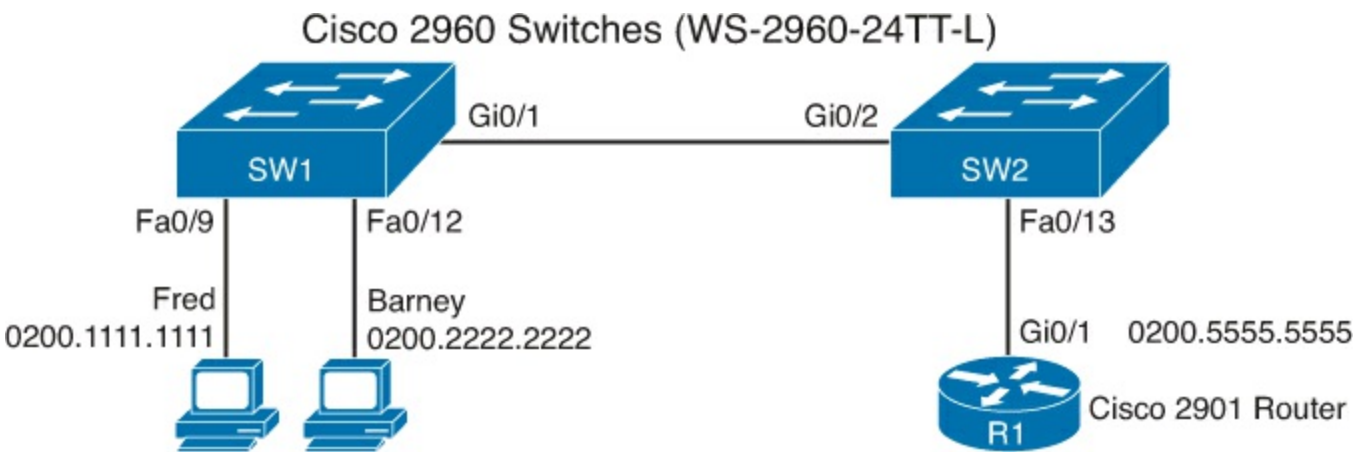 Cisco 2960 Switches (WS-2960-24TT-L)
Gi0/1
Gi0/2
SW1
SW2
Fa0/9
Fa0/12
Fa0/13
Fred
0200.1111.1111
Barney
0200.2222.2222
Gi0/1 0200.5555.5555
Cisco 2901 Router
R1